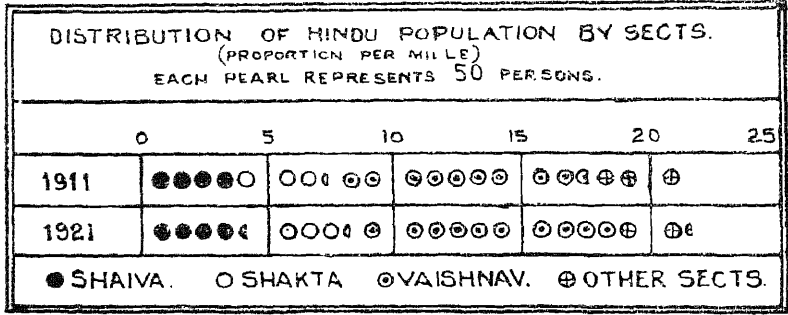 DISTRIBUTION OF HINDU POPULATION BY SECTS.
(PROPORTION PER MILLE)
EACH PEARL REPRESENTS 50 PERSONS.
0 5 10 15 20 25
1911
1921
SHAIVA. SHAKTA VAISHNAV. OTHER SECTS.